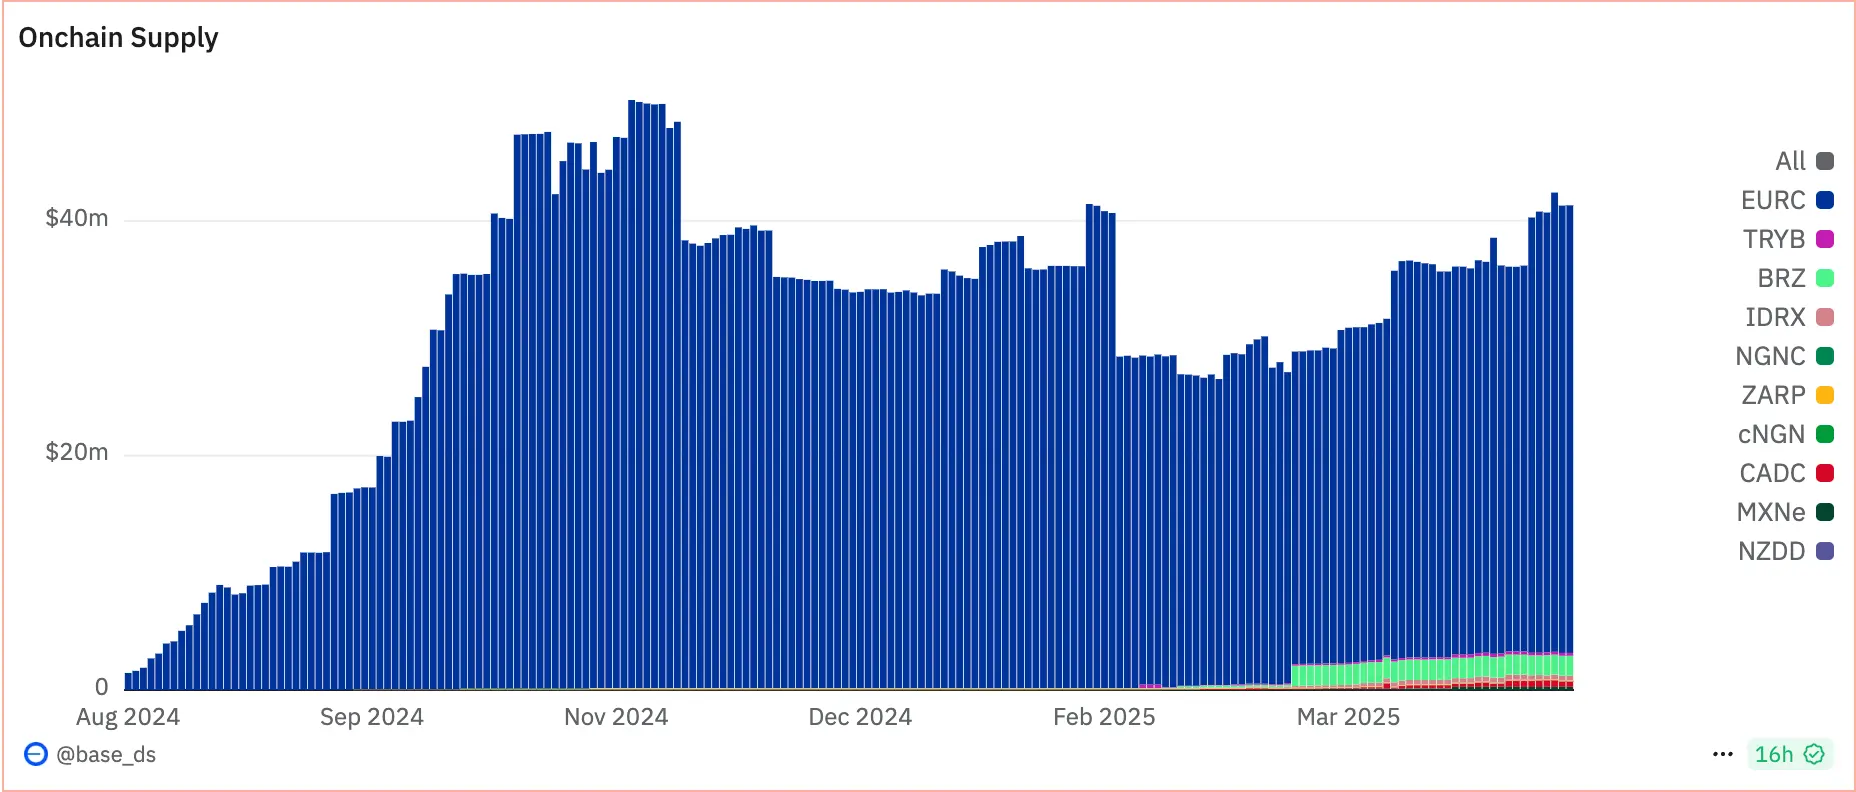 Onchain Supply
$40m
$20m
0
Aug 2024
Sep 2024
Nov 2024
Dec 2024
Feb 2025
Mar 2025
All
EURC
TRYB
BRZ
IDRX
NGNC
ZARP
cNGN
CADC
MXNe
NZDD
@base_ds
16h